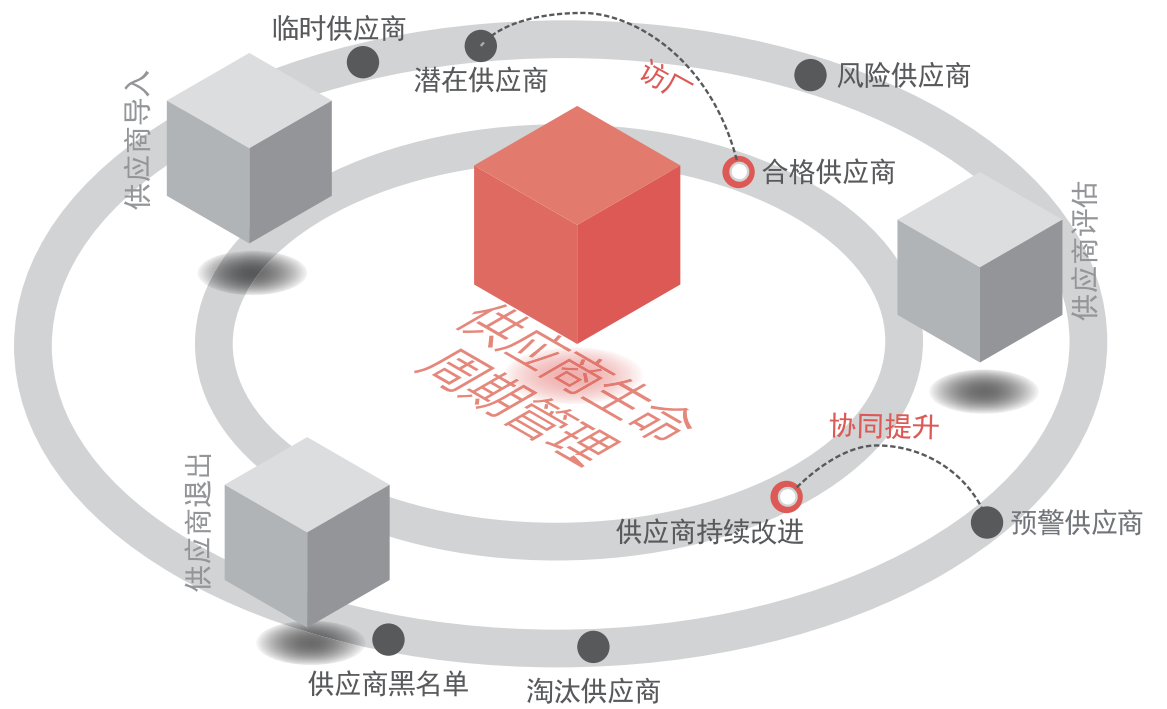 临时供应商
潜在供应商
访厂
风险供应商
供应商导入
合格供应商
供应商评估
供应商生命
周期管理
协同提升
供应商退出
供应商持续改进
预警供应商
供应商黑名单
淘汰供应商